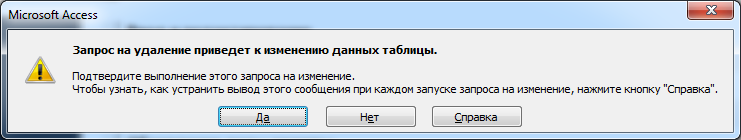 Microsoft Access
Запрос на удаление приведет к изменению данных таблицы.
Подтвердите выполнение этого запроса на изменение.
Чтобы узнать, как устранить вывод этого сообщения при каждом запуске запроса на изменение, нажмите кнопку "Справка".
Да
Нет
Справка